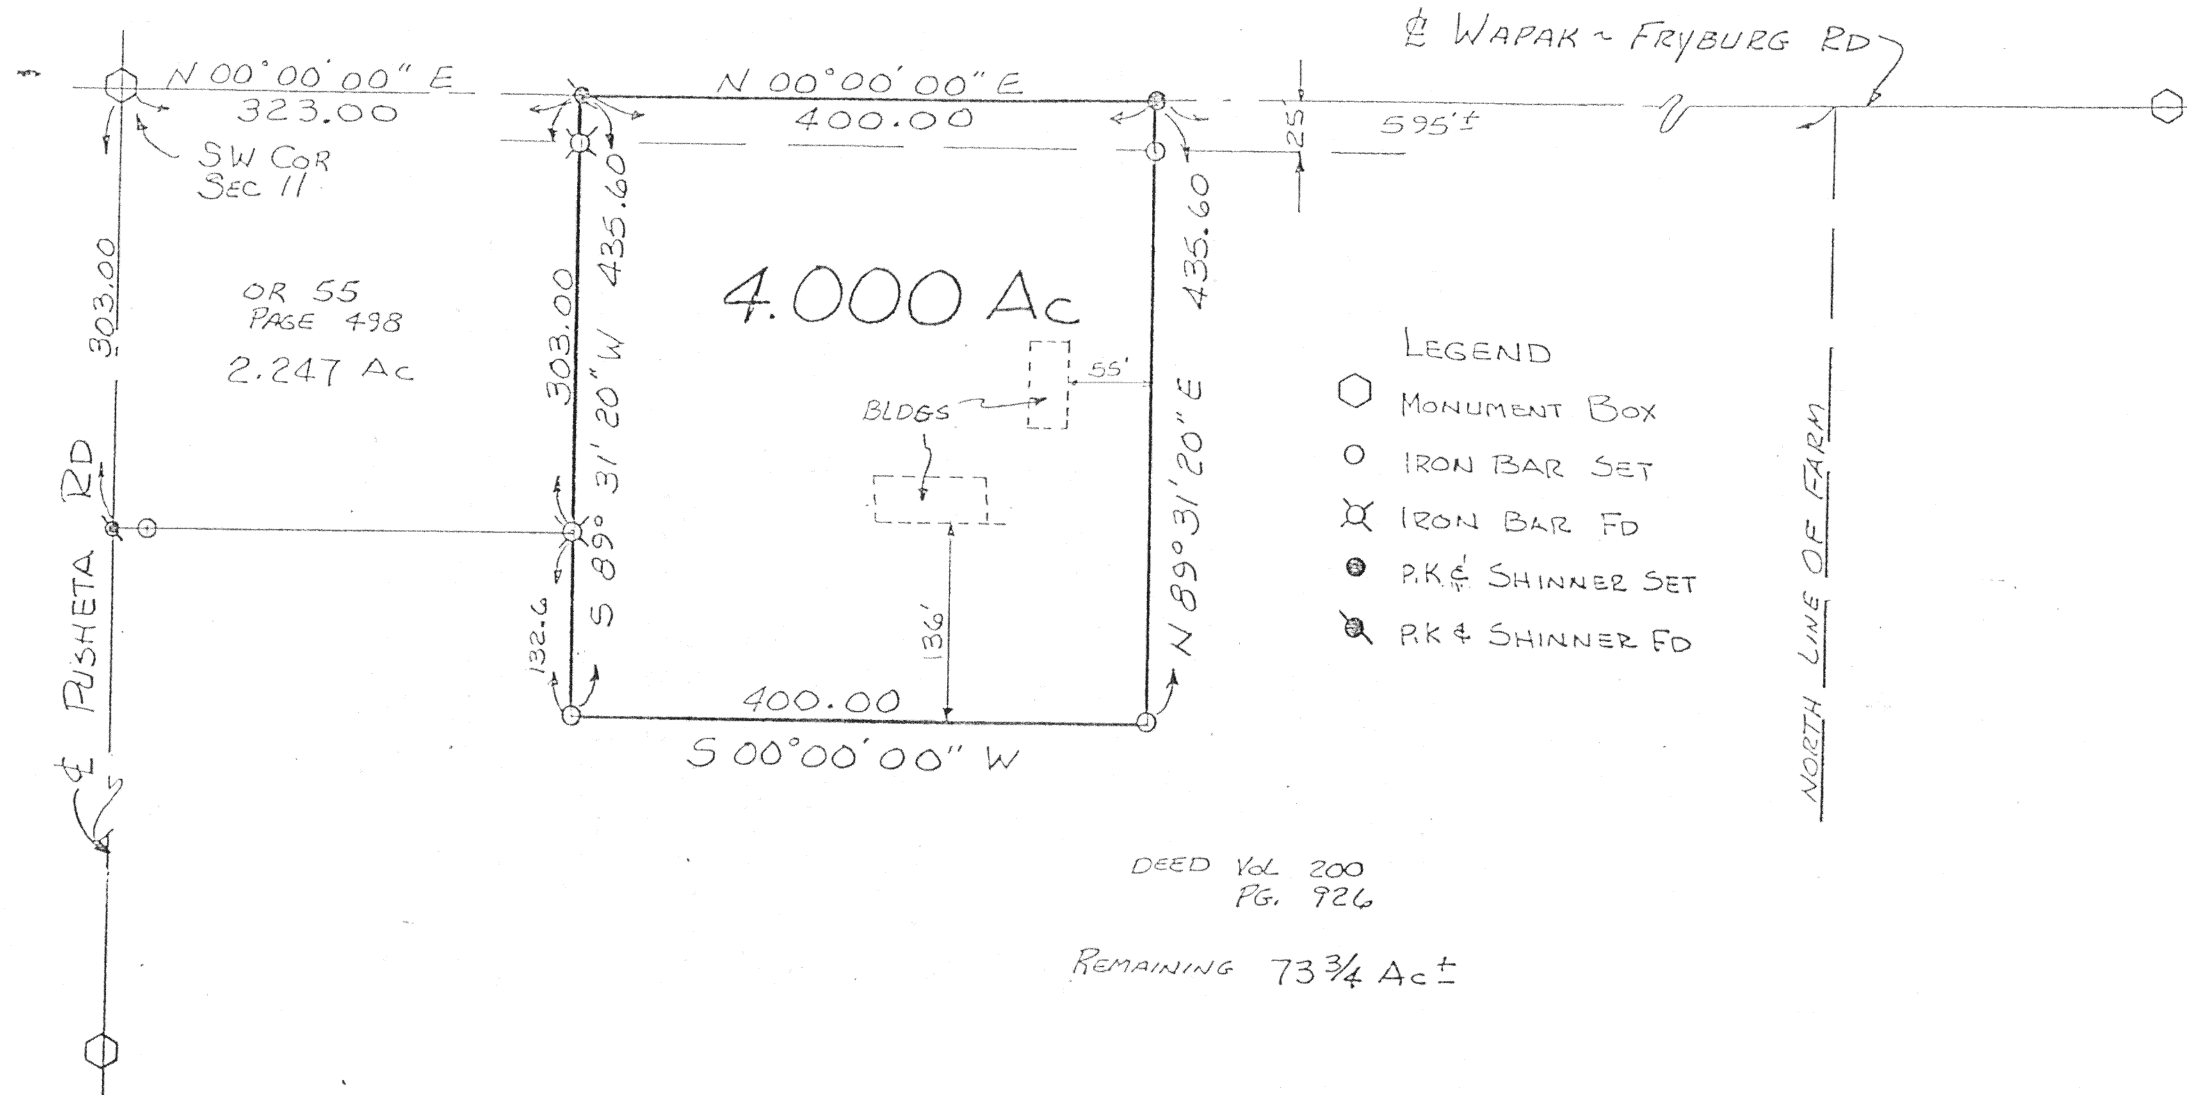 ℄ WAPAK ~ FRYBURG RD
N 00°00'00" E
323.00
N 00°00'00" E
400.00
595'±
25'
SW COR
SEC 11
303.00
OR 55
PAGE 498
2.247 AC
303.00
435.60
S 89° 31' 20" W
132.6
4.000 AC
BLDGS
55'
136'
435.60
N 89° 31' 20" E
400.00
S 00°00'00" W
℄ PUSHETA RD
LEGEND
MONUMENT BOX
IRON BAR SET
IRON BAR FD
P.K & SHINNER SET
P.K & SHINNER FD
NORTH LINE OF FARM
DEED VOL 200
PG. 926
REMAINING 73 3/4 AC ±